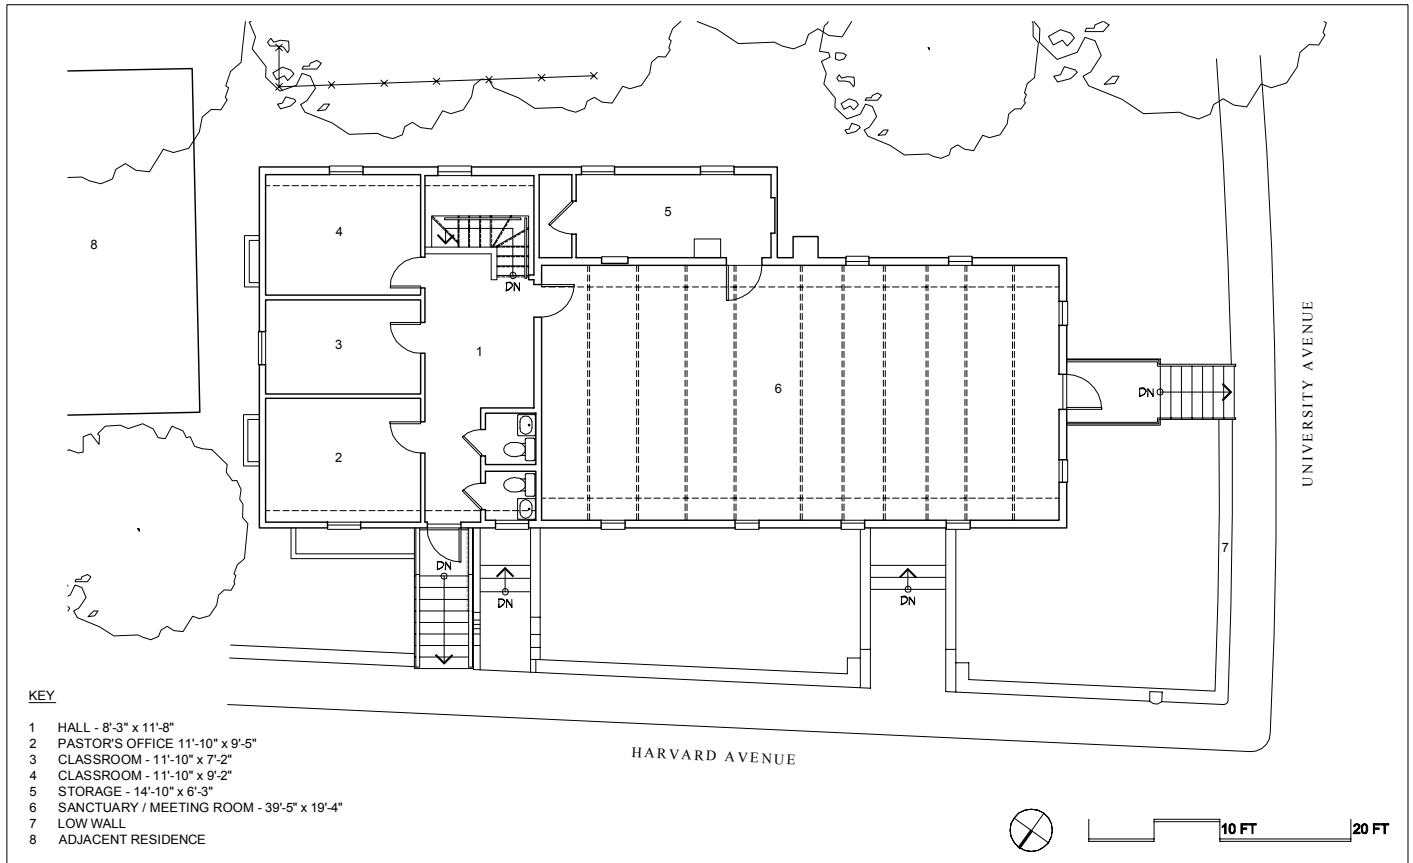 8
4
5
DN
3
1
6
DN
UNIVERSITY AVENUE
2
7
DN
DN
DN
HARVARD AVENUE
KEY
1 HALL - 8'-3" x 11'-8"
2 PASTOR'S OFFICE 11'-10" x 9'-5"
3 CLASSROOM - 11'-10" x 7'-2"
4 CLASSROOM - 11'-10" x 9'-2"
5 STORAGE - 14'-10" x 6'-3"
6 SANCTUARY / MEETING ROOM - 39'-5" x 19'-4"
7 LOW WALL
8 ADJACENT RESIDENCE
10 FT 20 FT